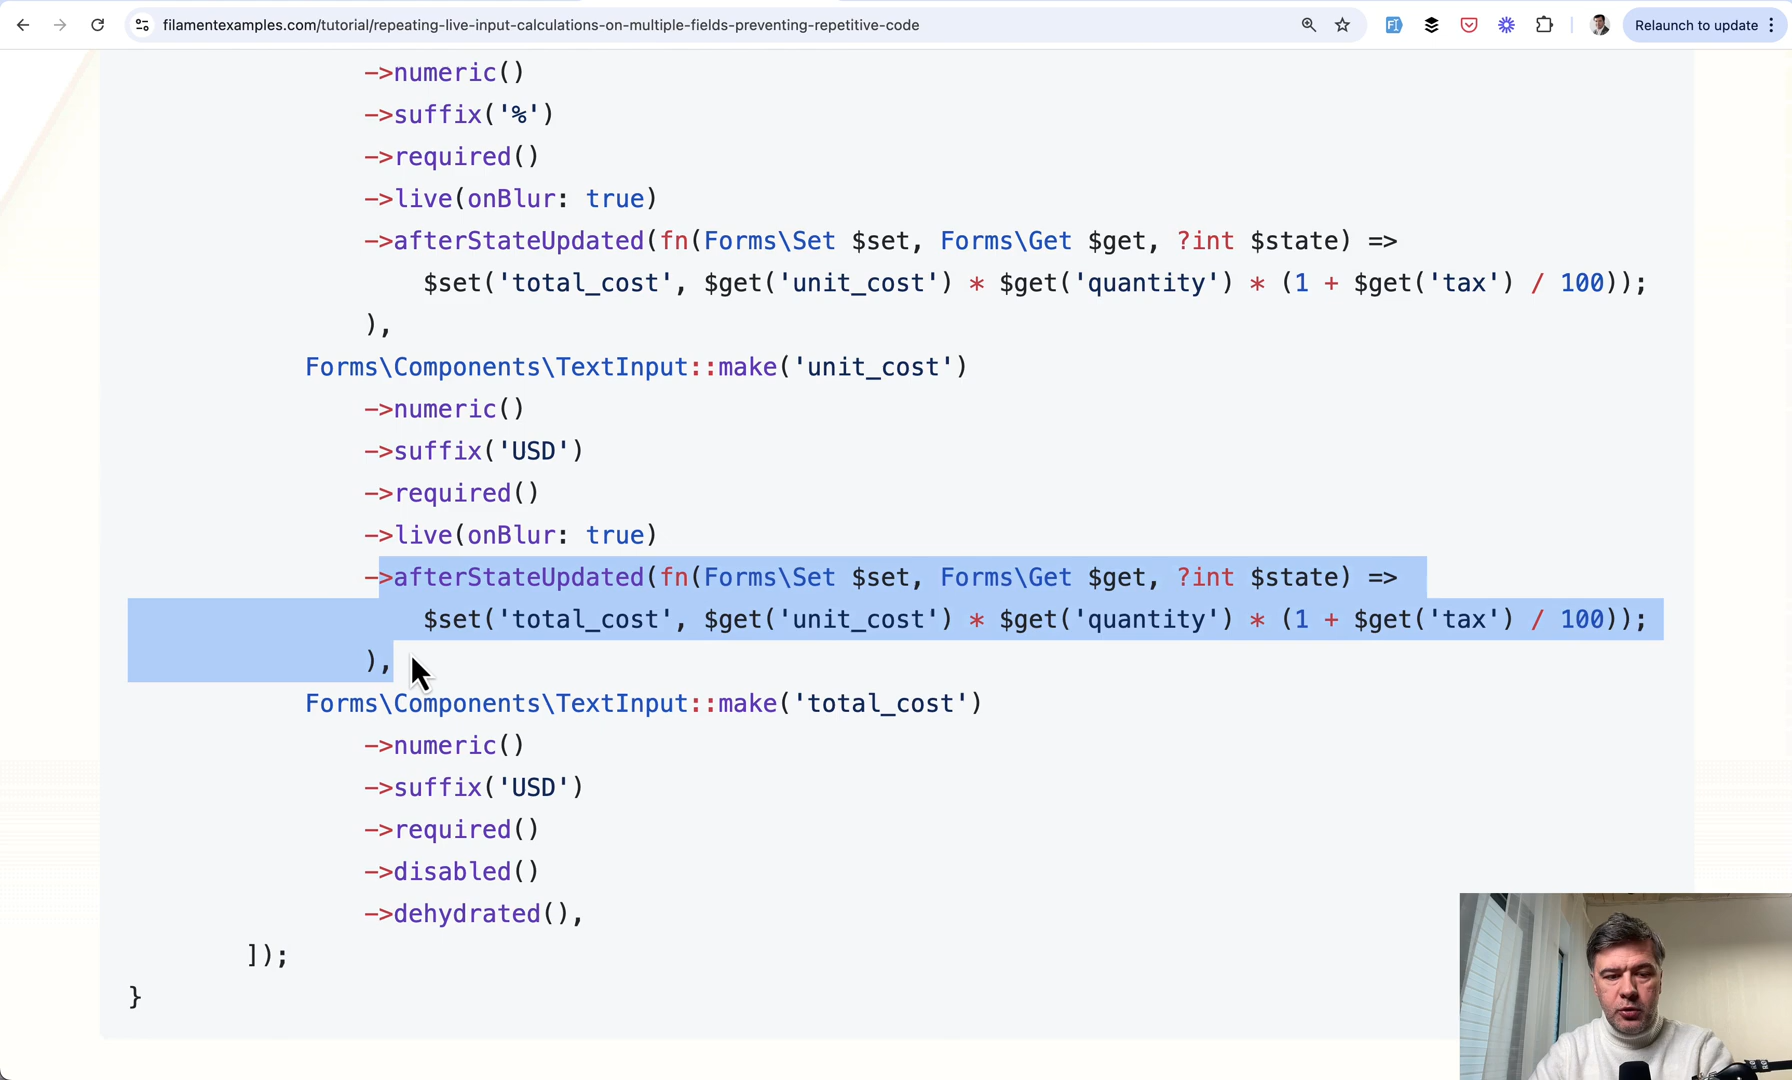 filamentexamples.com/tutorial/repeating-live-input-calculations-on-multiple-fields-preventing-repetitive-code
Relaunch to update
->numeric()
->suffix('%')
->required()
->live(onBlur: true)
->afterStateUpdated(fn(Forms\Set $set, Forms\Get $get, ?int $state) =>
$set('total_cost', $get('unit_cost') * $get('quantity') * (1 + $get('tax') / 100));
),
Forms\Components\TextInput::make('unit_cost')
->numeric()
->suffix('USD')
->required()
->live(onBlur: true)
->afterStateUpdated(fn(Forms\Set $set, Forms\Get $get, ?int $state) =>
$set('total_cost', $get('unit_cost') * $get('quantity') * (1 + $get('tax') / 100));
),
Forms\Components\TextInput::make('total_cost')
->numeric()
->suffix('USD')
->required()
->disabled()
->dehydrated(),
]);
}